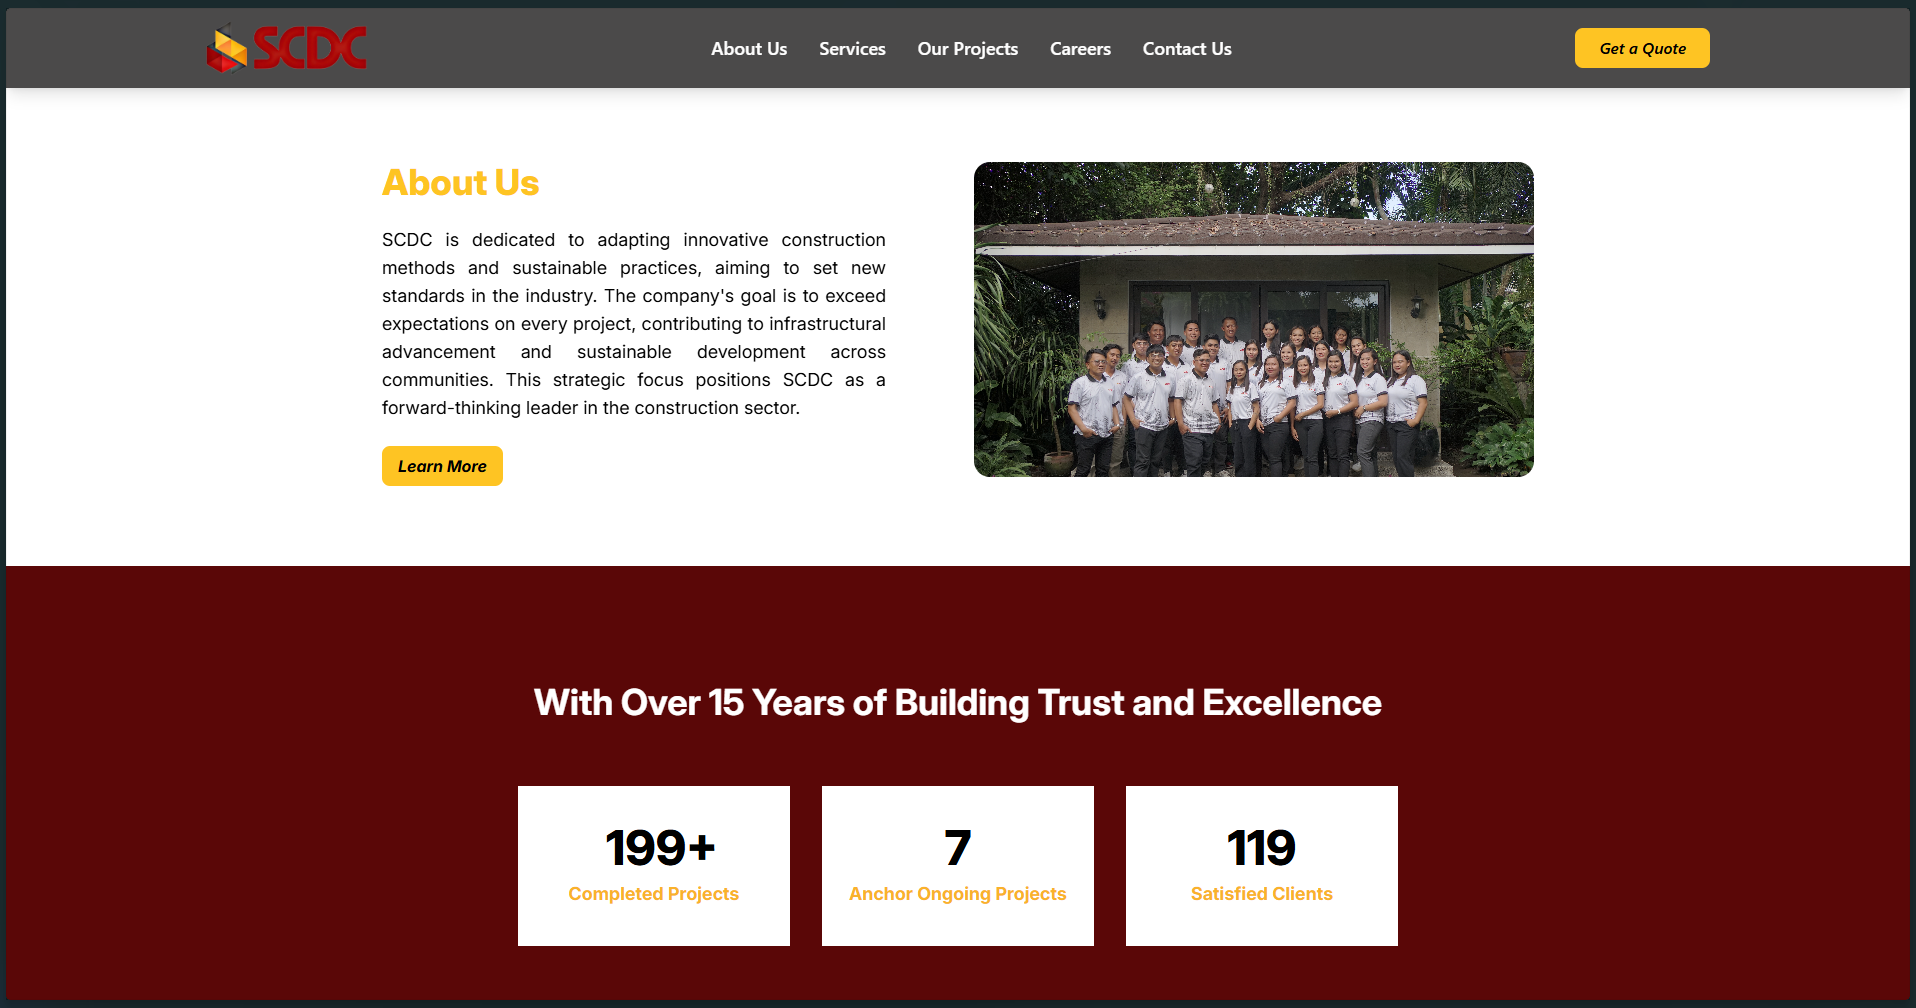 SCDC
About Us
Services
Our Projects
Careers
Contact Us
Get a Quote
About Us
SCDC is dedicated to adapting innovative construction
methods and sustainable practices, aiming to set new
standards in the industry. The company's goal is to exceed
expectations on every project, contributing to infrastructural
advancement and sustainable development across
communities. This strategic focus positions SCDC as a
forward-thinking leader in the construction sector.
Learn More
With Over 15 Years of Building Trust and Excellence
199+
Completed Projects
7
Anchor Ongoing Projects
119
Satisfied Clients